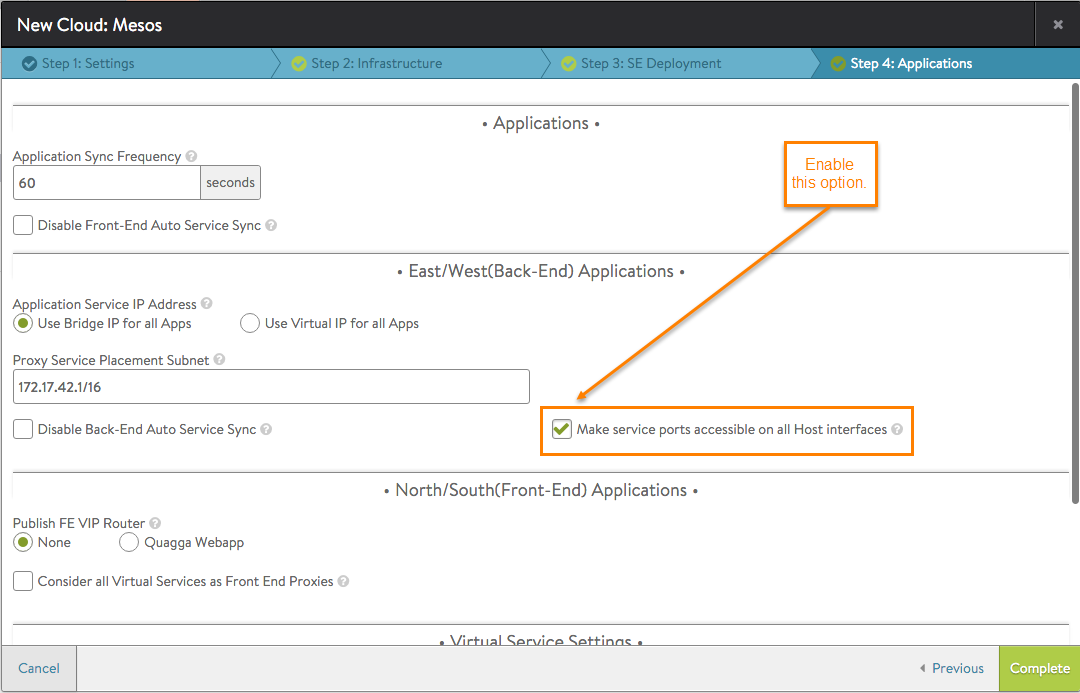 New Cloud: Mesos
Step 1: Settings
Step 2: Infrastructure
Step 3: SE Deployment
Step 4: Applications
• Applications •
Application Sync Frequency
60 seconds
Disable Front-End Auto Service Sync
Enable
this option.
• East/West(Back-End) Applications •
Application Service IP Address
Use Bridge IP for all Apps
Use Virtual IP for all Apps
Proxy Service Placement Subnet
172.17.42.1/16
Disable Back-End Auto Service Sync
Make service ports accessible on all Host interfaces
• North/South(Front-End) Applications •
Publish FE VIP Router
None
Quagga Webapp
Consider all Virtual Services as Front End Proxies
• Virtual Service Settings •
Cancel
Previous
Complete